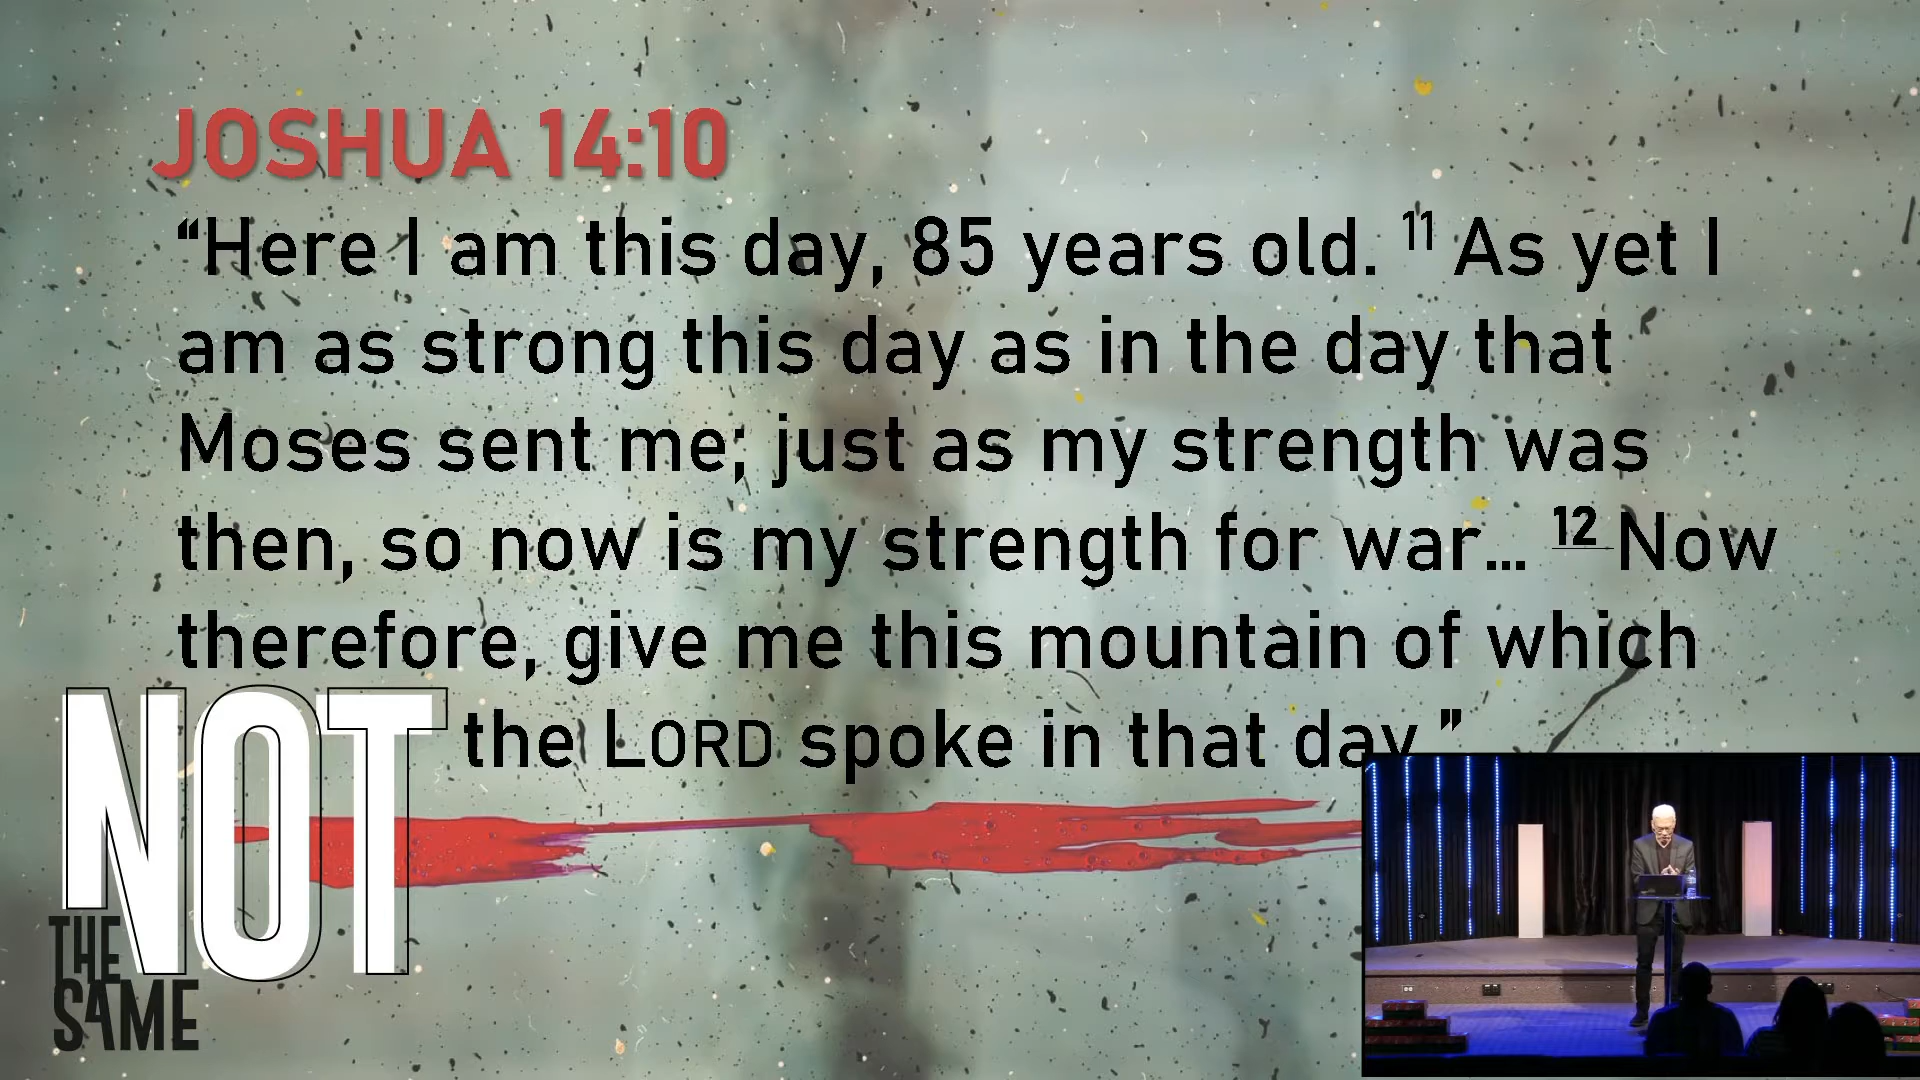 JOSHUA 14:10
“Here I am this day, 85 years old. 11 As yet I
am as strong this day as in the day that
Moses sent me; just as my strength was
then, so now is my strength for war... 12 Now
therefore, give me this mountain of which
the LORD spoke in that day.”
NOT
THE
SAME